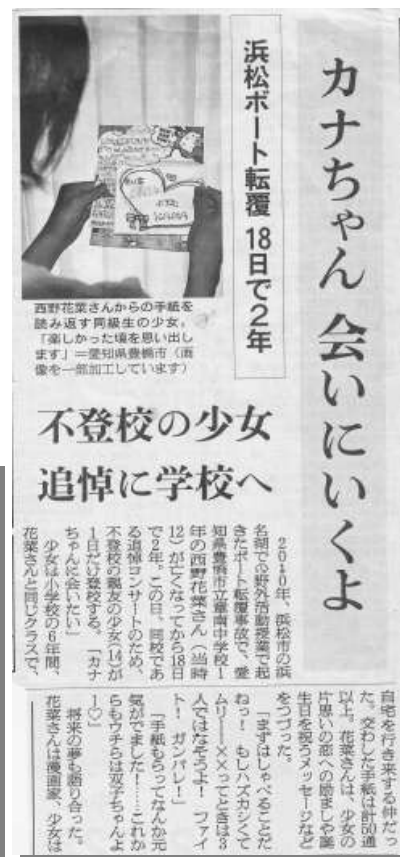 カナちゃん 会いにいくよ
浜松ボート転覆 18日で2年
西野花菜さんからの手紙を
読み返す同級生の少女。
「楽しかった頃を思い出し
ます」＝愛知県豊橋市（画
像を一部加工しています）
不登校の少女
追悼に学校へ
2010年、浜松市の浜
名湖での野外活動授業で起
きたボート転覆事故で、愛
知県豊橋市立章南中学校1
年の西野花菜さん（当時
12）が亡くなってから18日
で2年。この日、同校であ
る追悼コンサートのため、
不登校の親友の少女（14）が
1日だけ登校する。「カナ
ちゃんに会いたい」
少女は小学校の6年間、
花菜さんと同じクラスで、
自宅を行き来する仲だっ
た。交わした手紙は計50通
以上。花菜さんは、少女の
片思いの恋への励ましや誕
生日を祝うメッセージなど
をつづった。
「まずはしゃべることだ
ねっ！ もしハズカしくて
ムリー××ってときは3
人ではなそうよ！ ファイ
ト！ ガンバレ！」
「手紙もらってなんか元
気がでました！……これか
らもウチらは双子ちゃんよ
ー♡」
将来の夢も語り合った。
花菜さんは漫画家、少女は